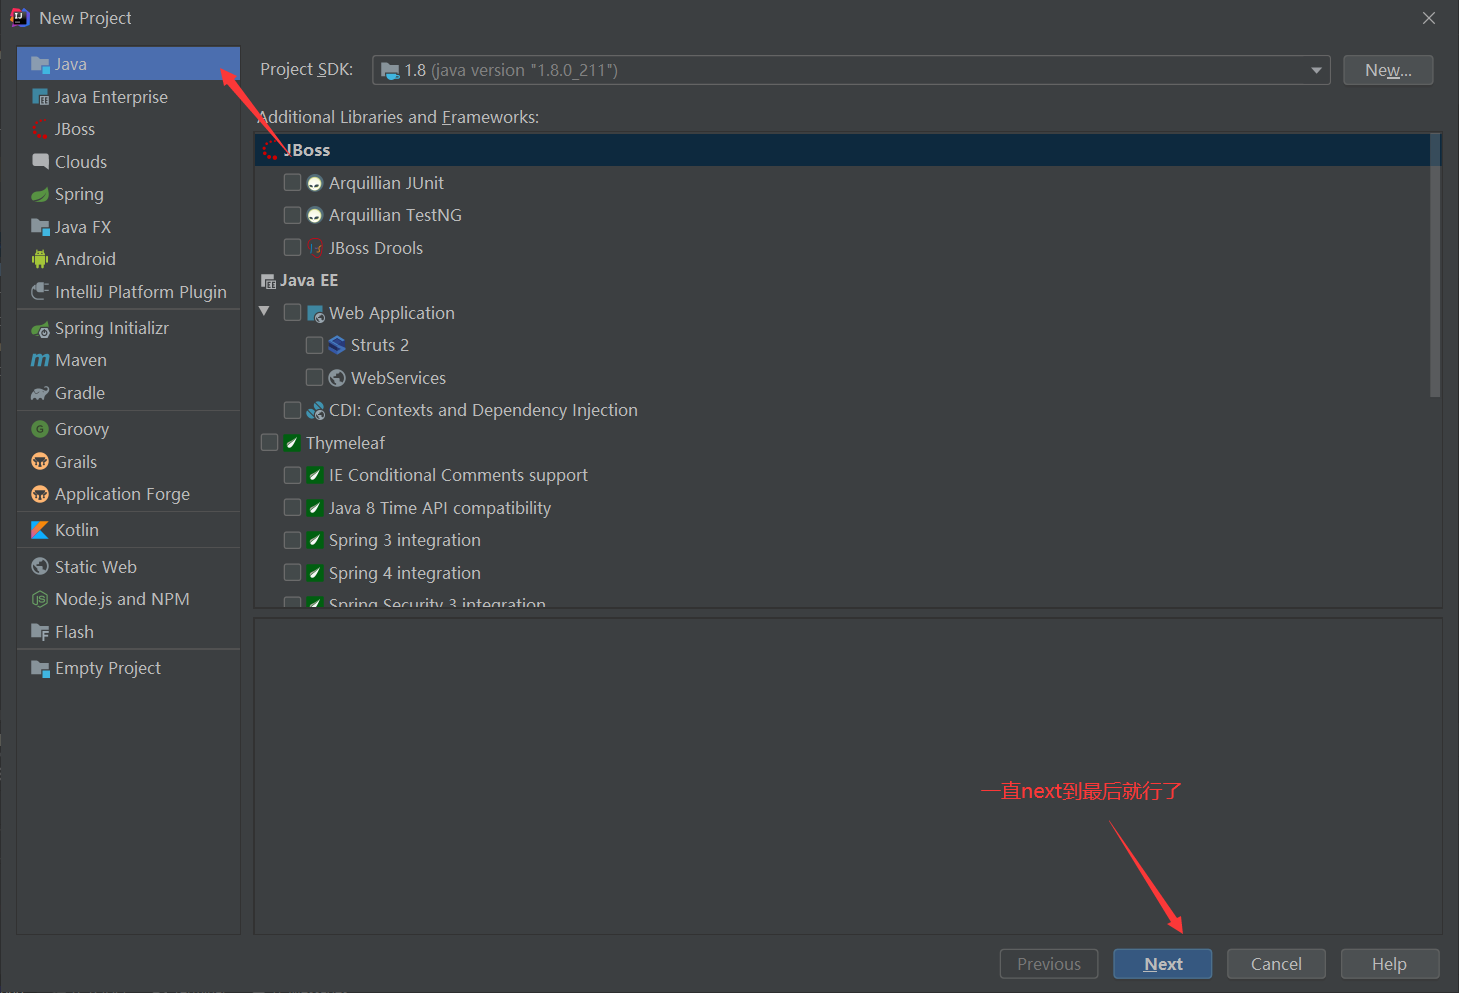 New Project
Java
Java Enterprise
JBoss
Clouds
Spring
Java FX
Android
IntelliJ Platform Plugin
Spring Initializr
Maven
Gradle
Groovy
Grails
Application Forge
Kotlin
Static Web
Node.js and NPM
Flash
Empty Project
Project SDK: 1.8 (java version "1.8.0_211") New...
Additional Libraries and Frameworks:
JBoss
Arquillian JUnit
Arquillian TestNG
JBoss Drools
Java EE
Web Application
Struts 2
WebServices
CDI: Contexts and Dependency Injection
Thymeleaf
IE Conditional Comments support
Java 8 Time API compatibility
Spring 3 integration
Spring 4 integration
Spring Security 3 integration
一直next到最后就行了
Previous Next Cancel Help